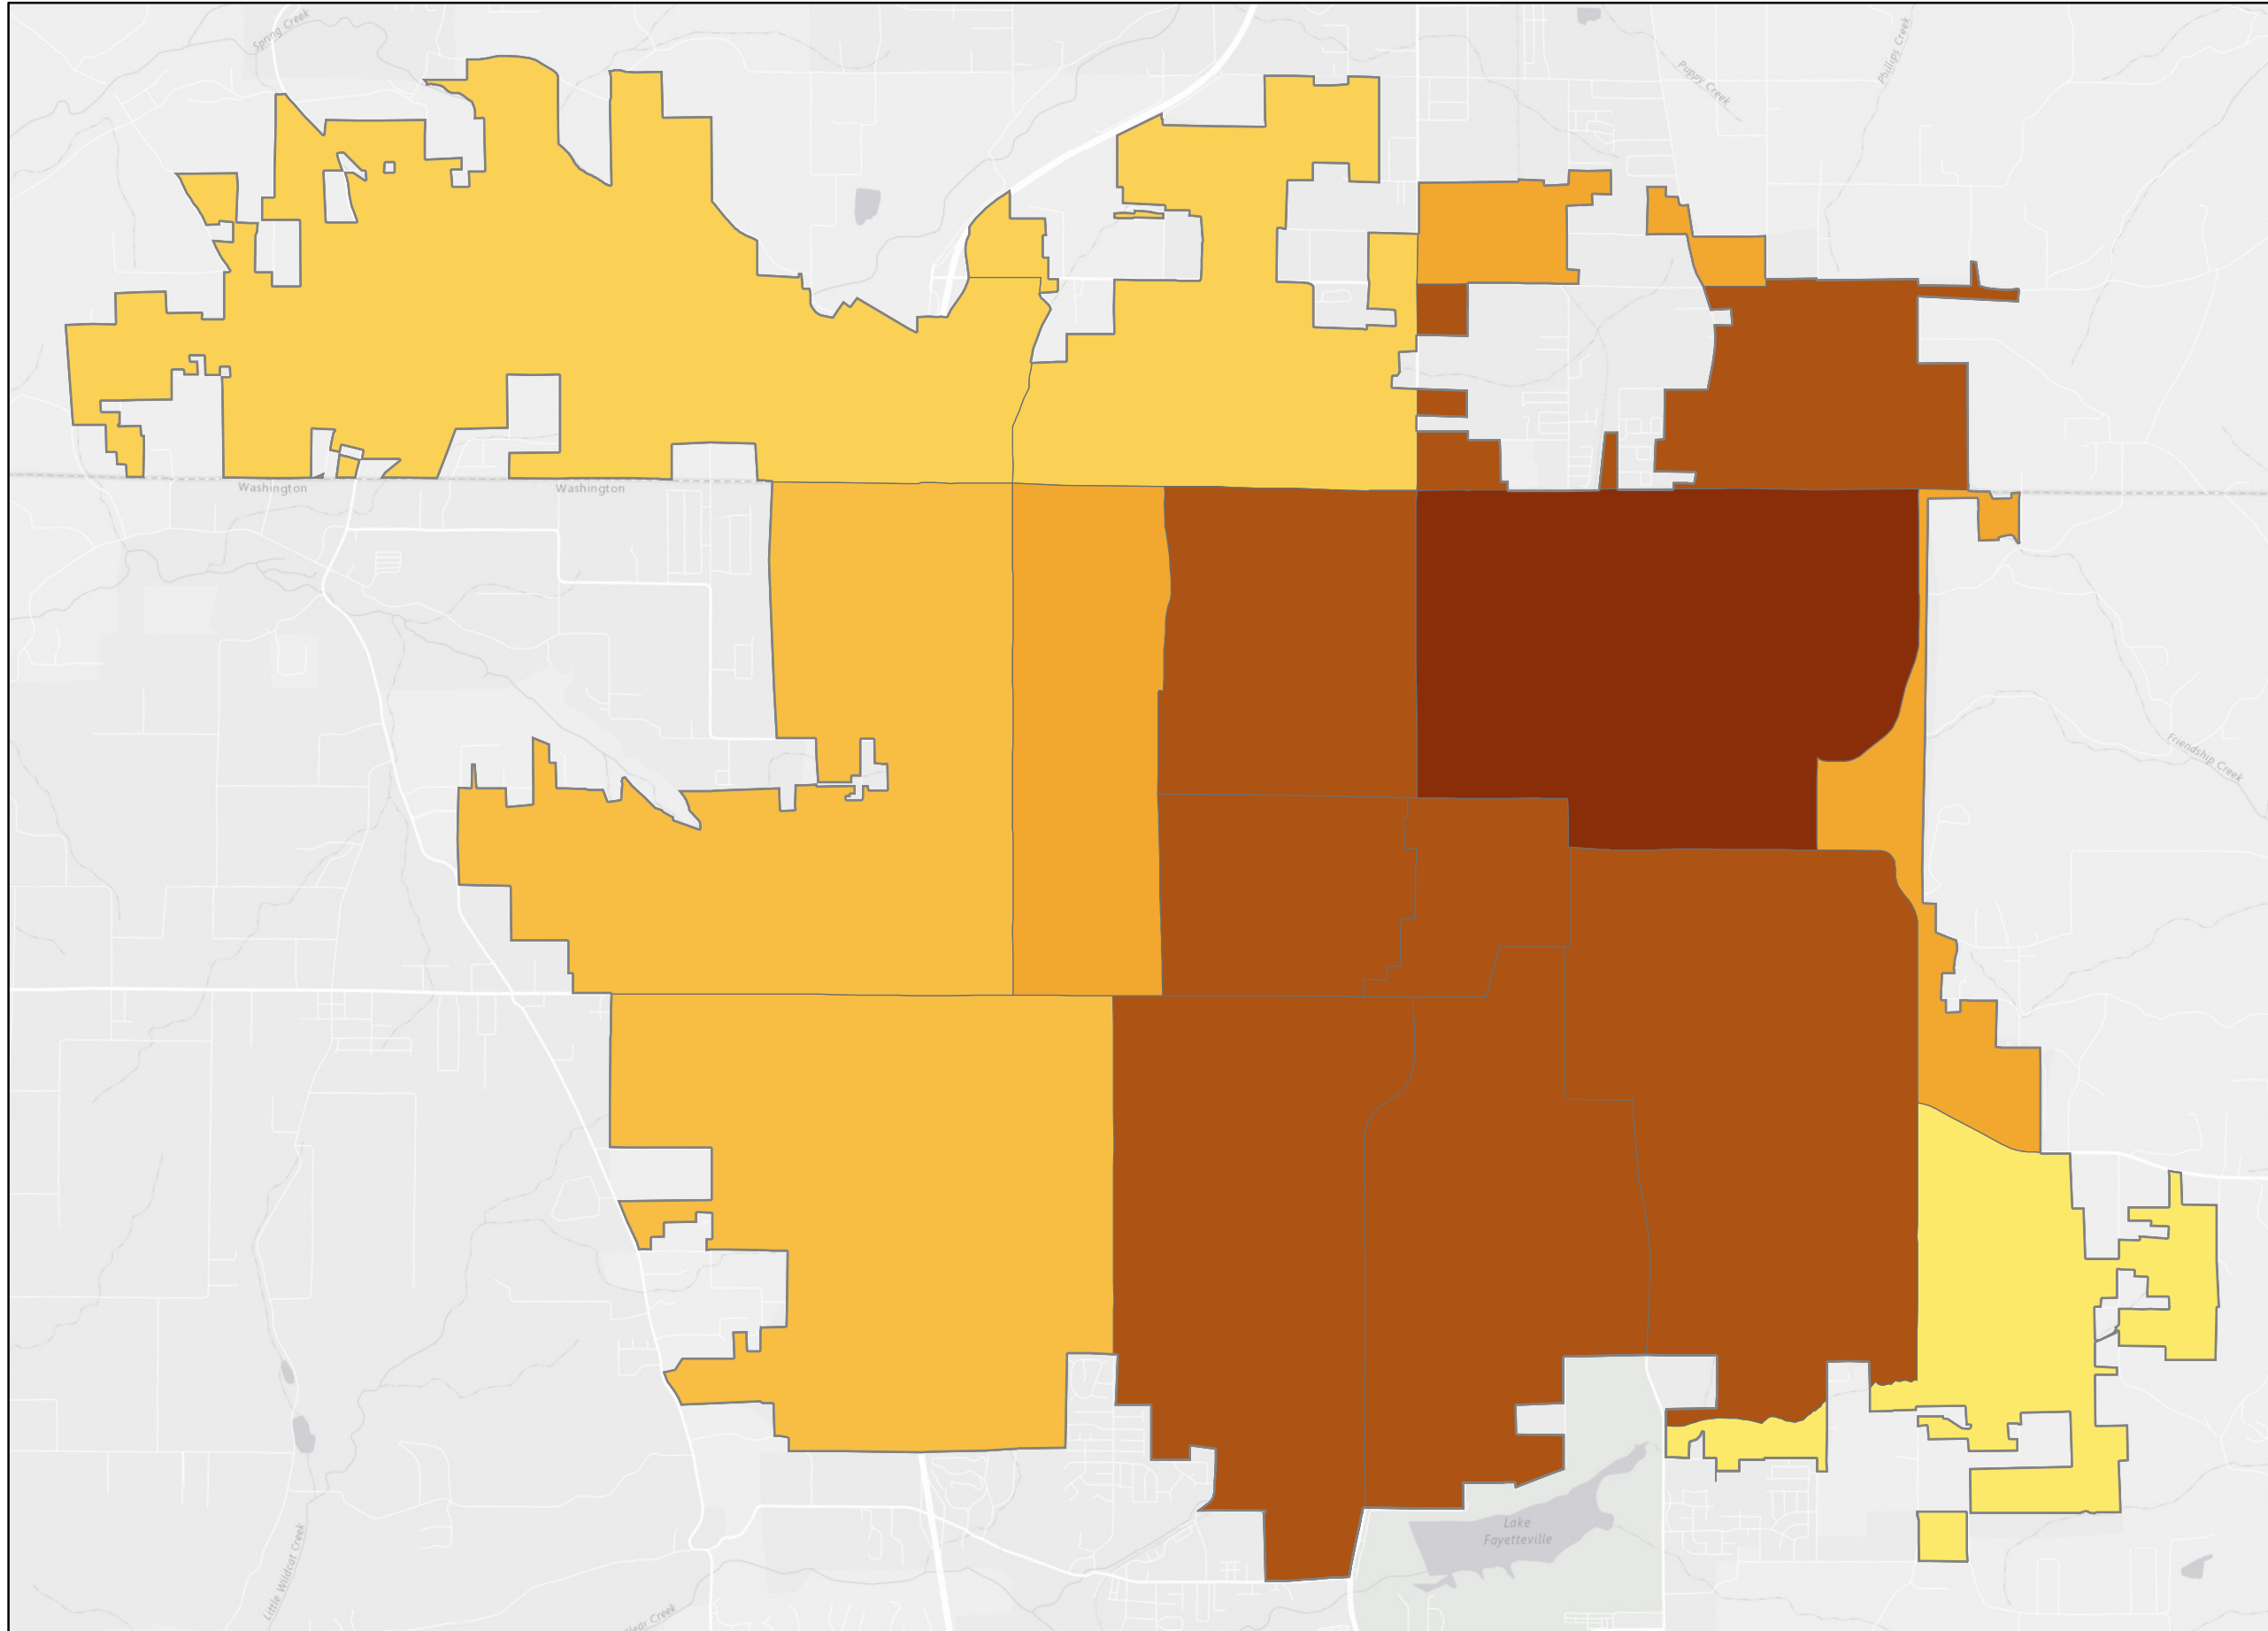 Spring Creek
Puppy Creek
Phillips Creek
Washington
Washington
Friendship Creek
Lake
Fayetteville
Little Wildcat Creek
Clear Creek